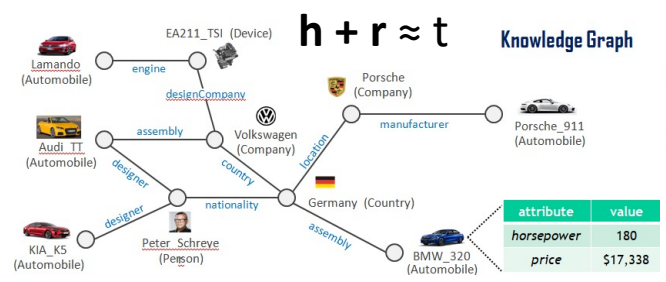 h + r ≈ t
Knowledge Graph
EA211_TSI (Device)
Lamando
(Automobile)
engine
designCompany
Porsche
(Company)
Audi_TT
(Automobile)
assembly
Volkswagen
(Company)
manufacturer
Porsche_911
(Automobile)
location
country
designer
nationality
Germany (Country)
designer
KIA_K5
(Automobile)
Peter_Schreye
(Person)
assembly
BMW_320
(Automobile)
attribute value
horsepower 180
price $17,338